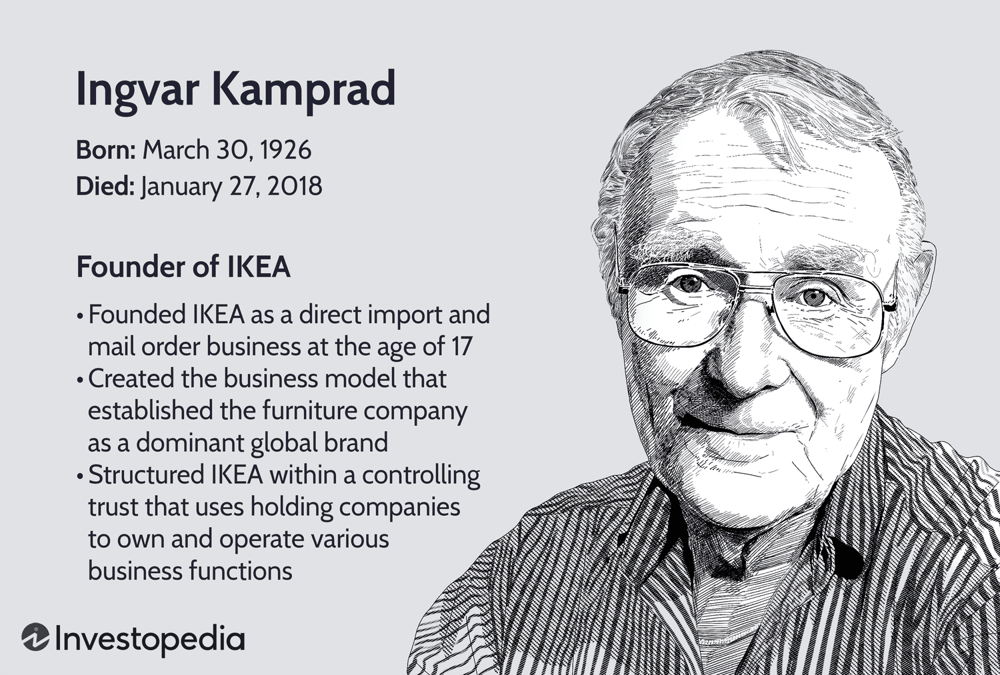 Ingvar Kamprad
Born: March 30, 1926
Died: January 27, 2018
Founder of IKEA
• Founded IKEA as a direct import and
mail order business at the age of 17
• Created the business model that
established the furniture company
as a dominant global brand
• Structured IKEA within a controlling
trust that uses holding companies
to own and operate various
business functions
Investopedia